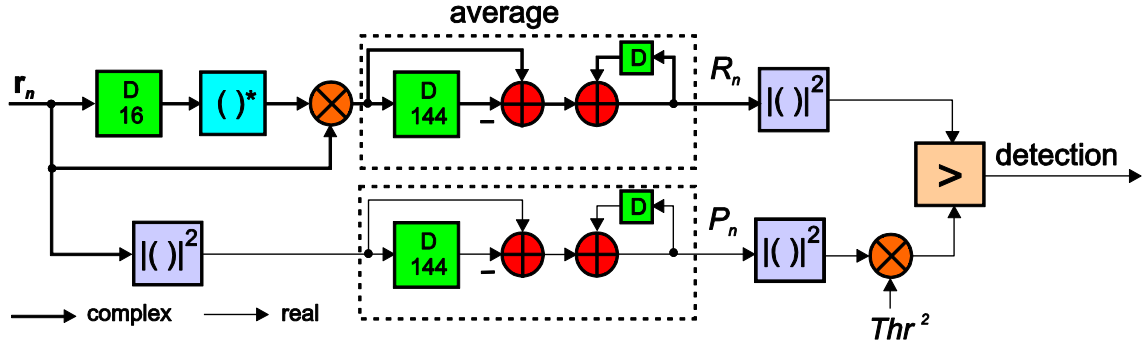 average
r_n
D
16
( )*
D
144
−
D
R_n
|( )|²
>
detection
|( )|²
D
144
−
D
P_n
|( )|²
Thr ²
complex
real